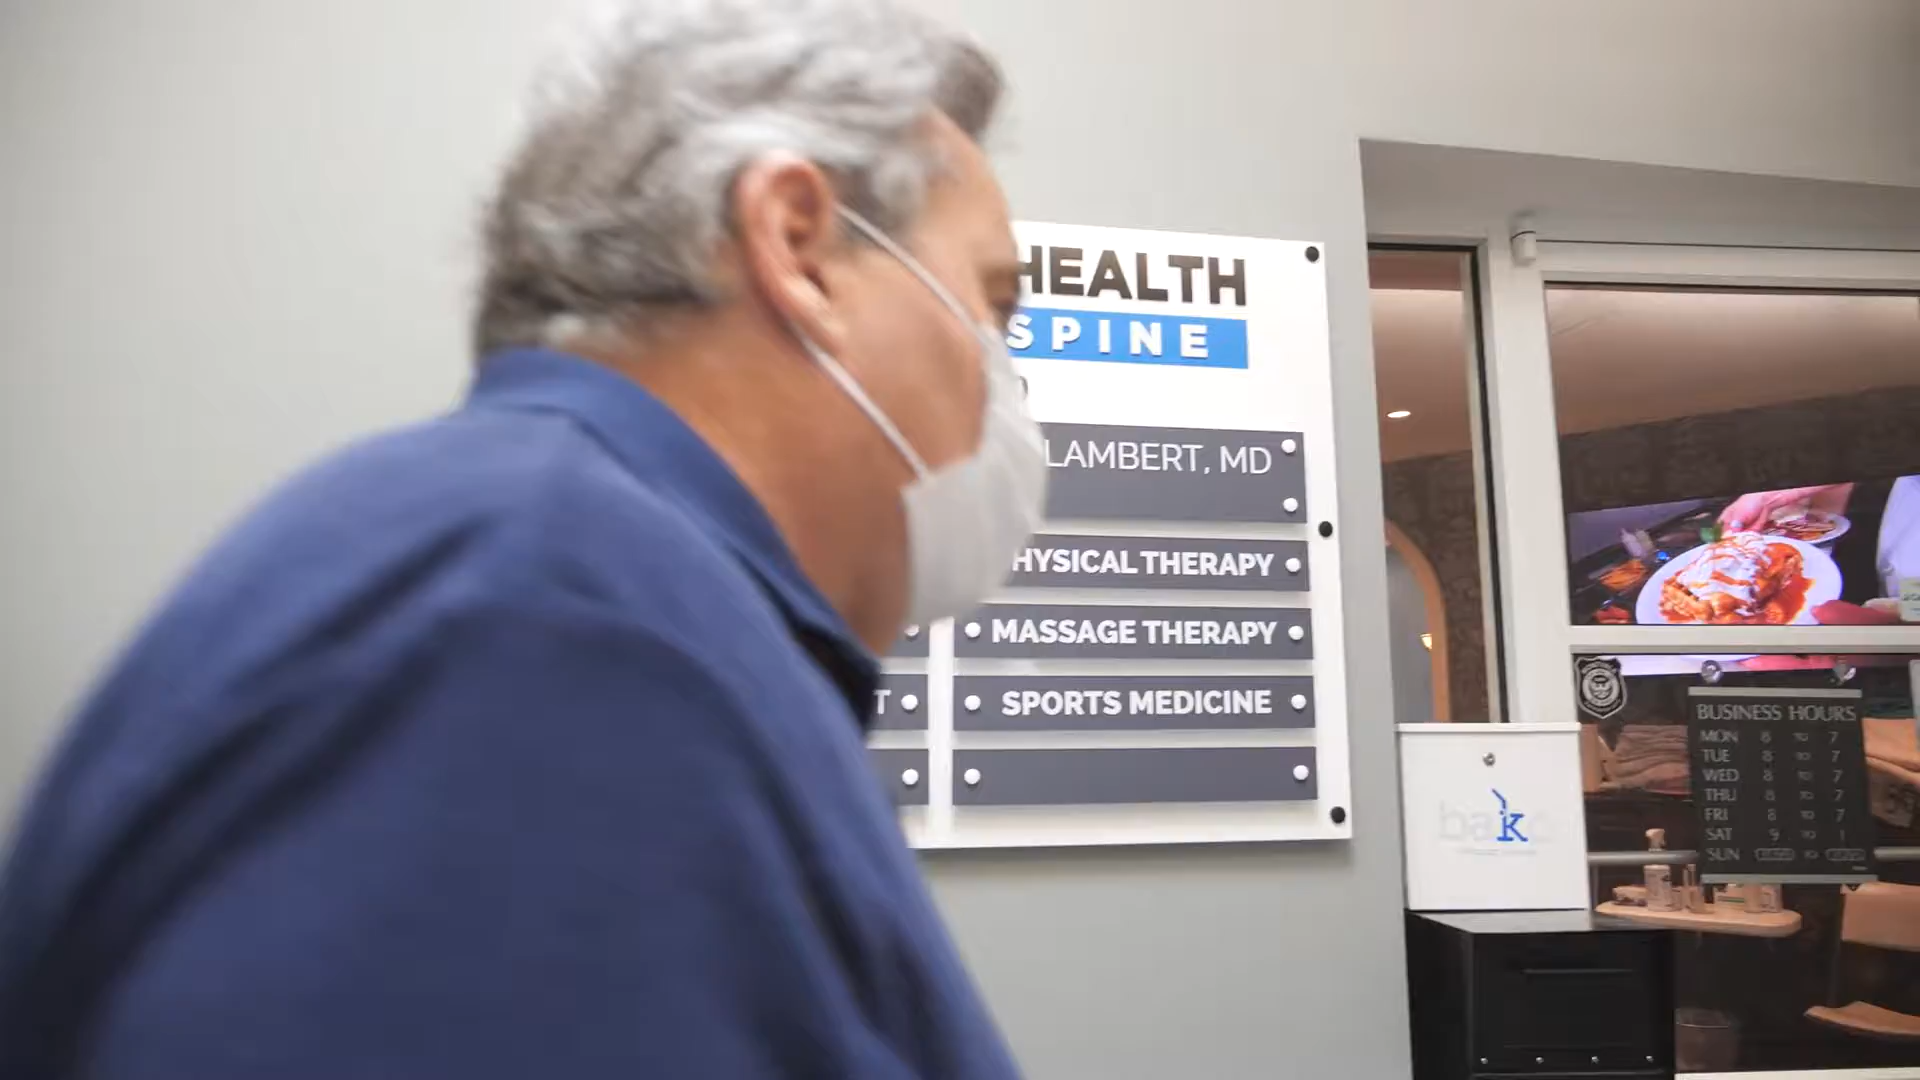 HEALTH
SPINE
LAMBERT, MD
HYSICAL THERAPY
MASSAGE THERAPY
T
SPORTS MEDICINE
BUSINESS HOURS
MON 8 TO 7
TUE 8 TO 7
WED 8 TO 7
THU 8 TO 7
FRI 8 TO 7
SAT 9 TO 1
SUN
bak